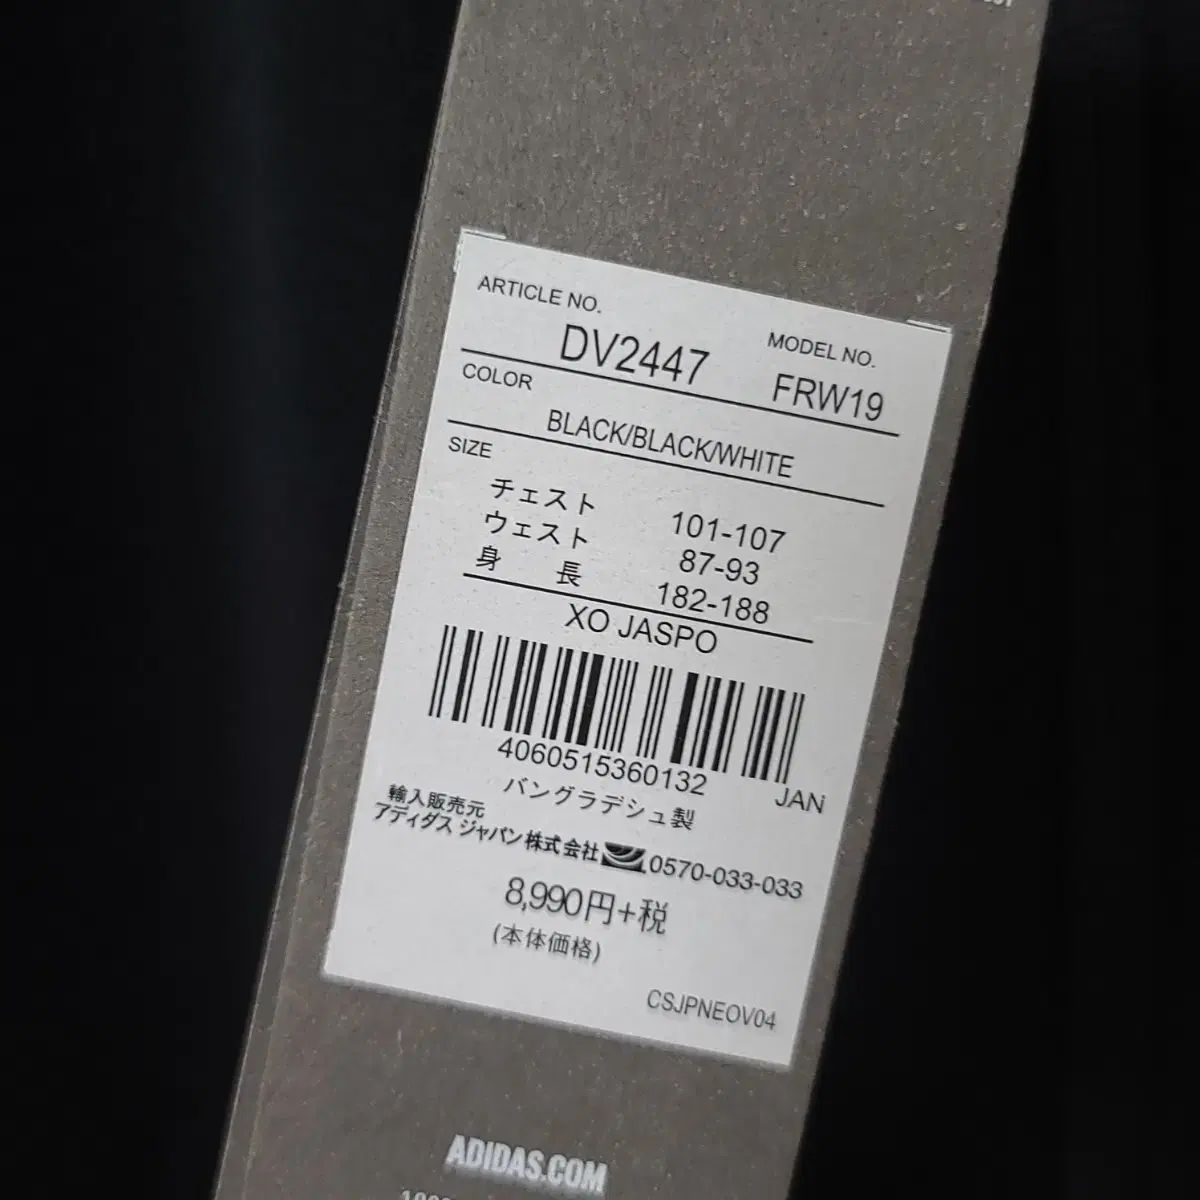 ARTICLE NO.
MODEL NO.
DV2447
FRW19
COLOR
BLACK/BLACK/WHITE
SIZE
チェスト 101-107
ウェスト 87-93
身 長 182-188
XO JASPO
4060515360132
JAN
バングラデシュ製
輸入販売元
アディダス ジャパン株式会社 0570-033-033
8,990円+税
(本体価格)
CSJPNEOV04
ADIDAS.COM